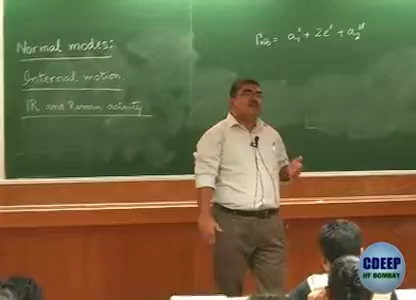 Normal modes:
Internal motion.
IR and Raman activity
Γvib = a₁' + 2e' + a₂"
CDEEP
IIT BOMBAY